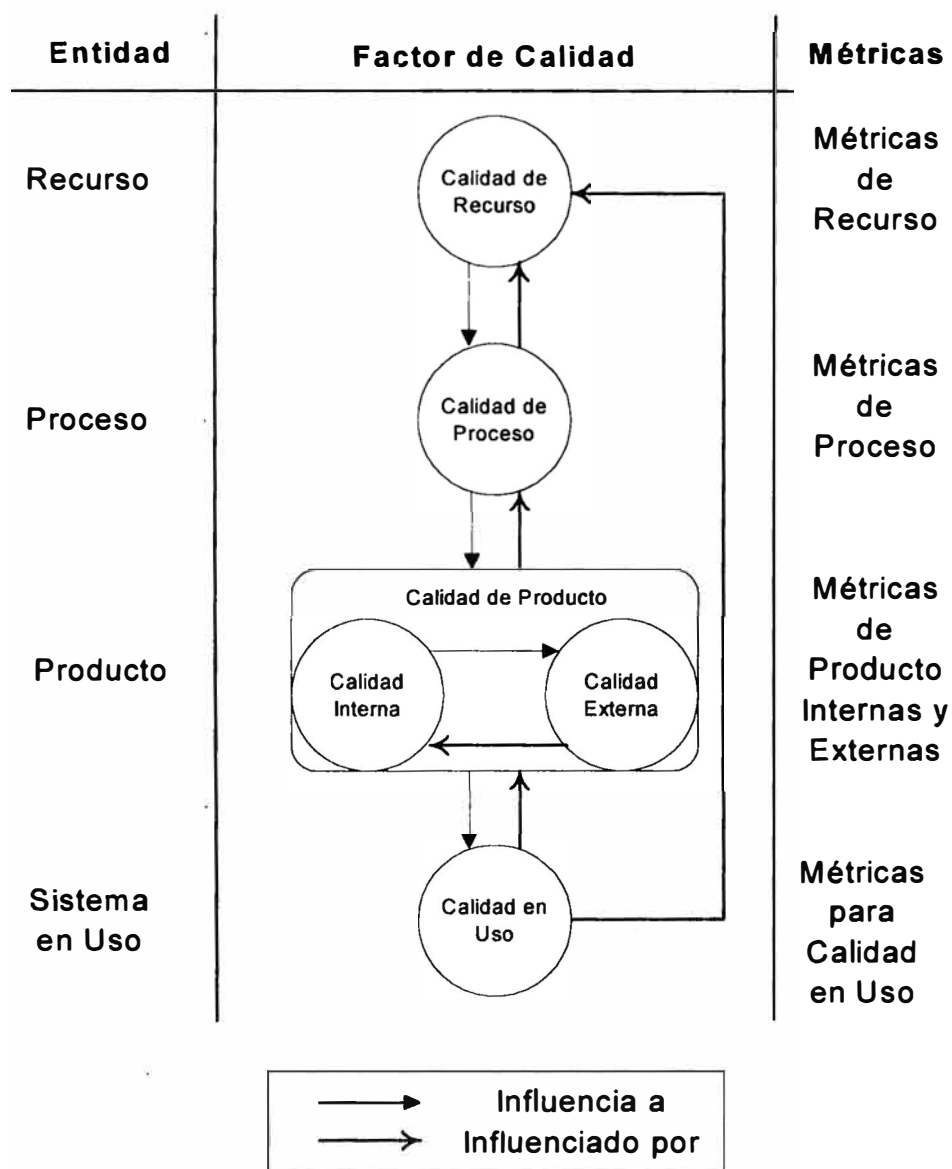 Entidad
Factor de Calidad
Métricas
Recurso
Calidad de
Recurso
Métricas
de
Recurso
Proceso
Calidad de
Proceso
Métricas
de
Proceso
Producto
Calidad de Producto
Calidad
Interna
Calidad
Externa
Métricas
de
Producto
Internas y
Externas
Sistema
en Uso
Calidad en
Uso
Métricas
para
Calidad
en Uso
Influencia a
Influenciado por